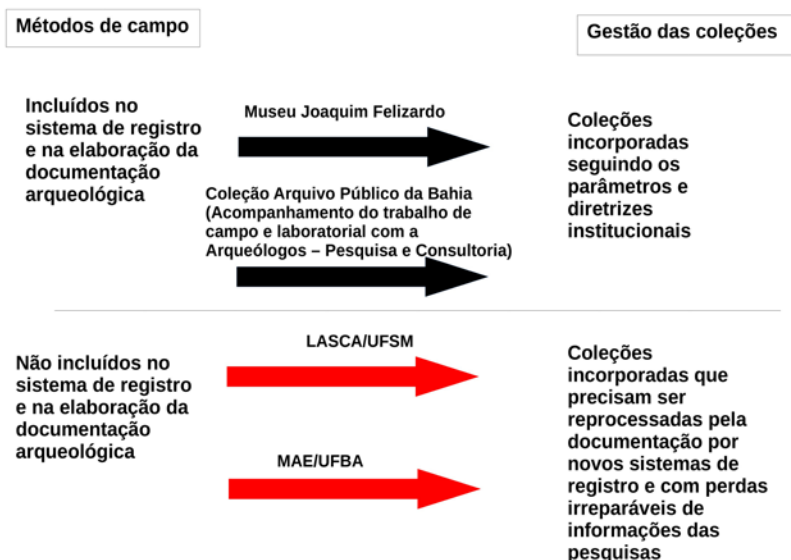 Métodos de campo
Gestão das coleções
Incluídos no
sistema de registro
e na elaboração da
documentação
arqueológica
Museu Joaquim Felizardo
Coleção Arquivo Público da Bahia
(Acompanhamento do trabalho de
campo e laboratorial com a
Arqueólogos – Pesquisa e Consultoria)
Coleções
incorporadas
seguindo os
parâmetros e
diretrizes
institucionais
Não incluídos no
sistema de registro
e na elaboração da
documentação
arqueológica
LASCA/UFSM
MAE/UFBA
Coleções
incorporadas que
precisam ser
reprocessadas pela
documentação por
novos sistemas de
registro e com perdas
irreparáveis de
informações das
pesquisas